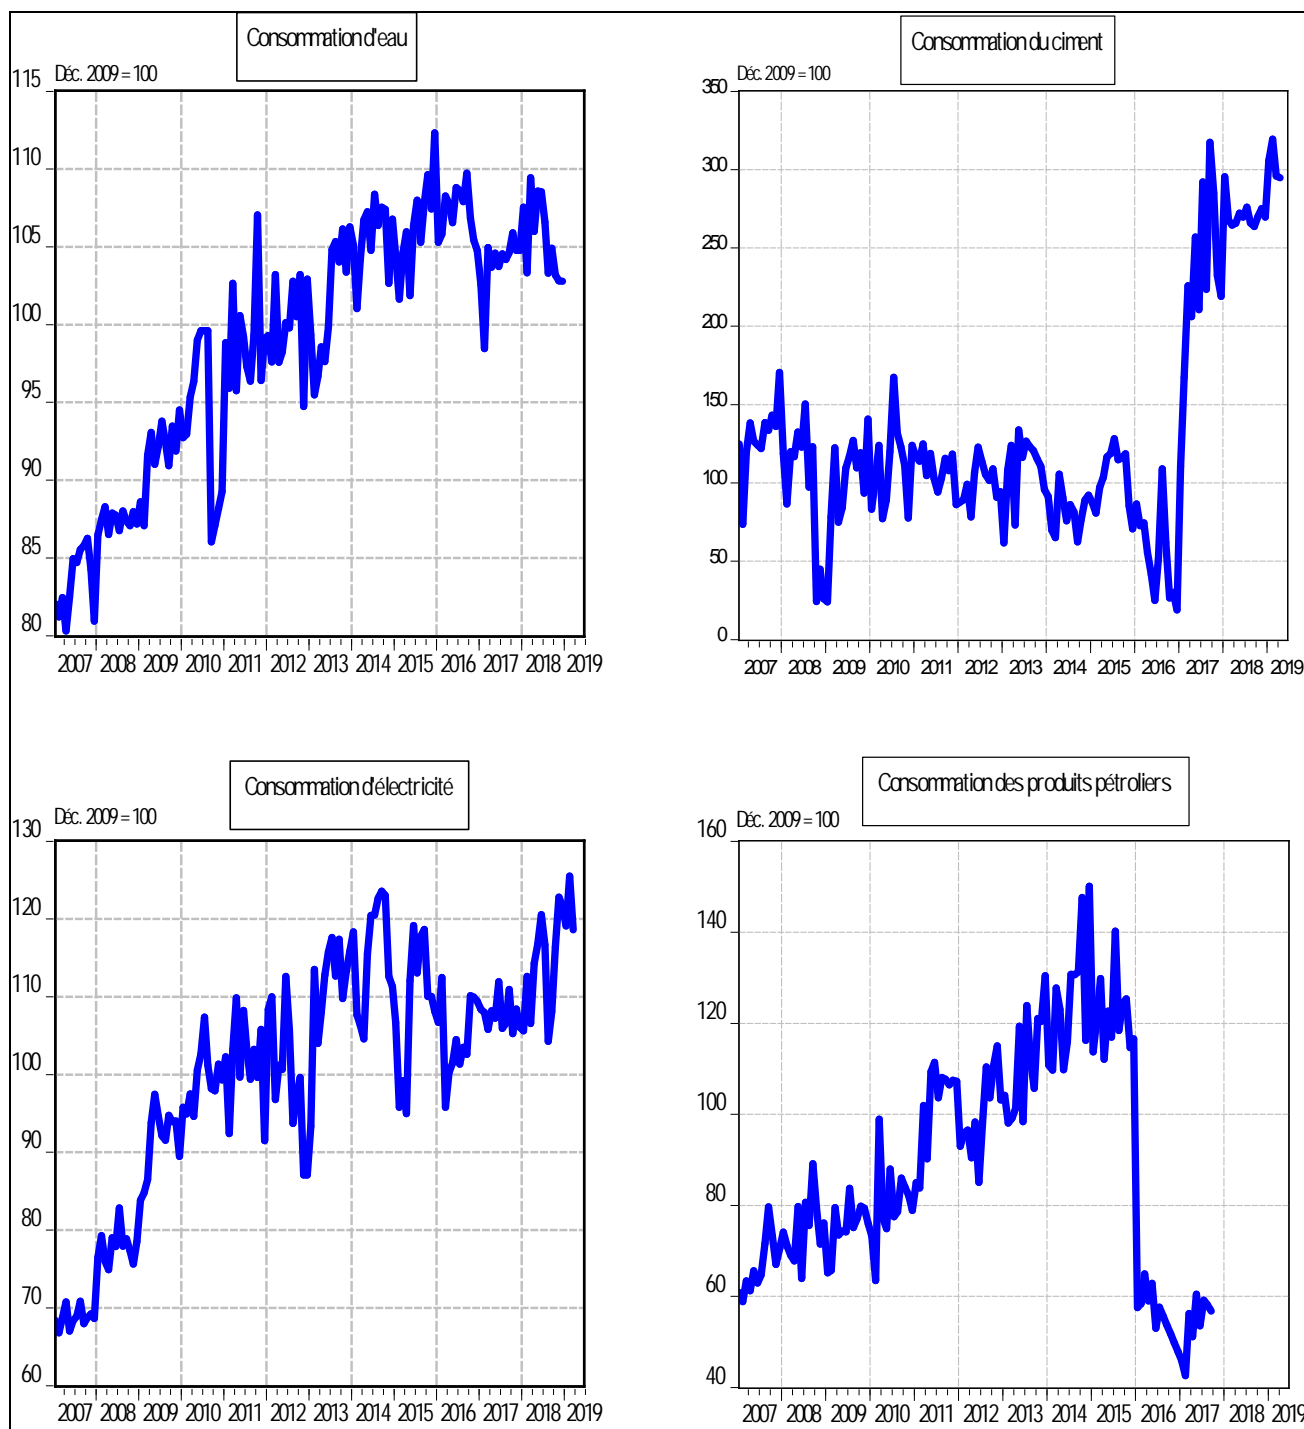 Consommation d'eau
Déc. 2009 = 100
115
110
105
100
95
90
85
80
2007 2008 2009 2010 2011 2012 2013 2014 2015 2016 2017 2018 2019
Consommation du ciment
Déc. 2009 = 100
350
300
250
200
150
100
50
0
2007 2008 2009 2010 2011 2012 2013 2014 2015 2016 2017 2018 2019
Consommation d'électricité
Déc. 2009 = 100
130
120
110
100
90
80
70
60
2007 2008 2009 2010 2011 2012 2013 2014 2015 2016 2017 2018 2019
Consommation des produits pétroliers
Déc. 2009 = 100
160
140
120
100
80
60
40
2007 2008 2009 2010 2011 2012 2013 2014 2015 2016 2017 2018 2019